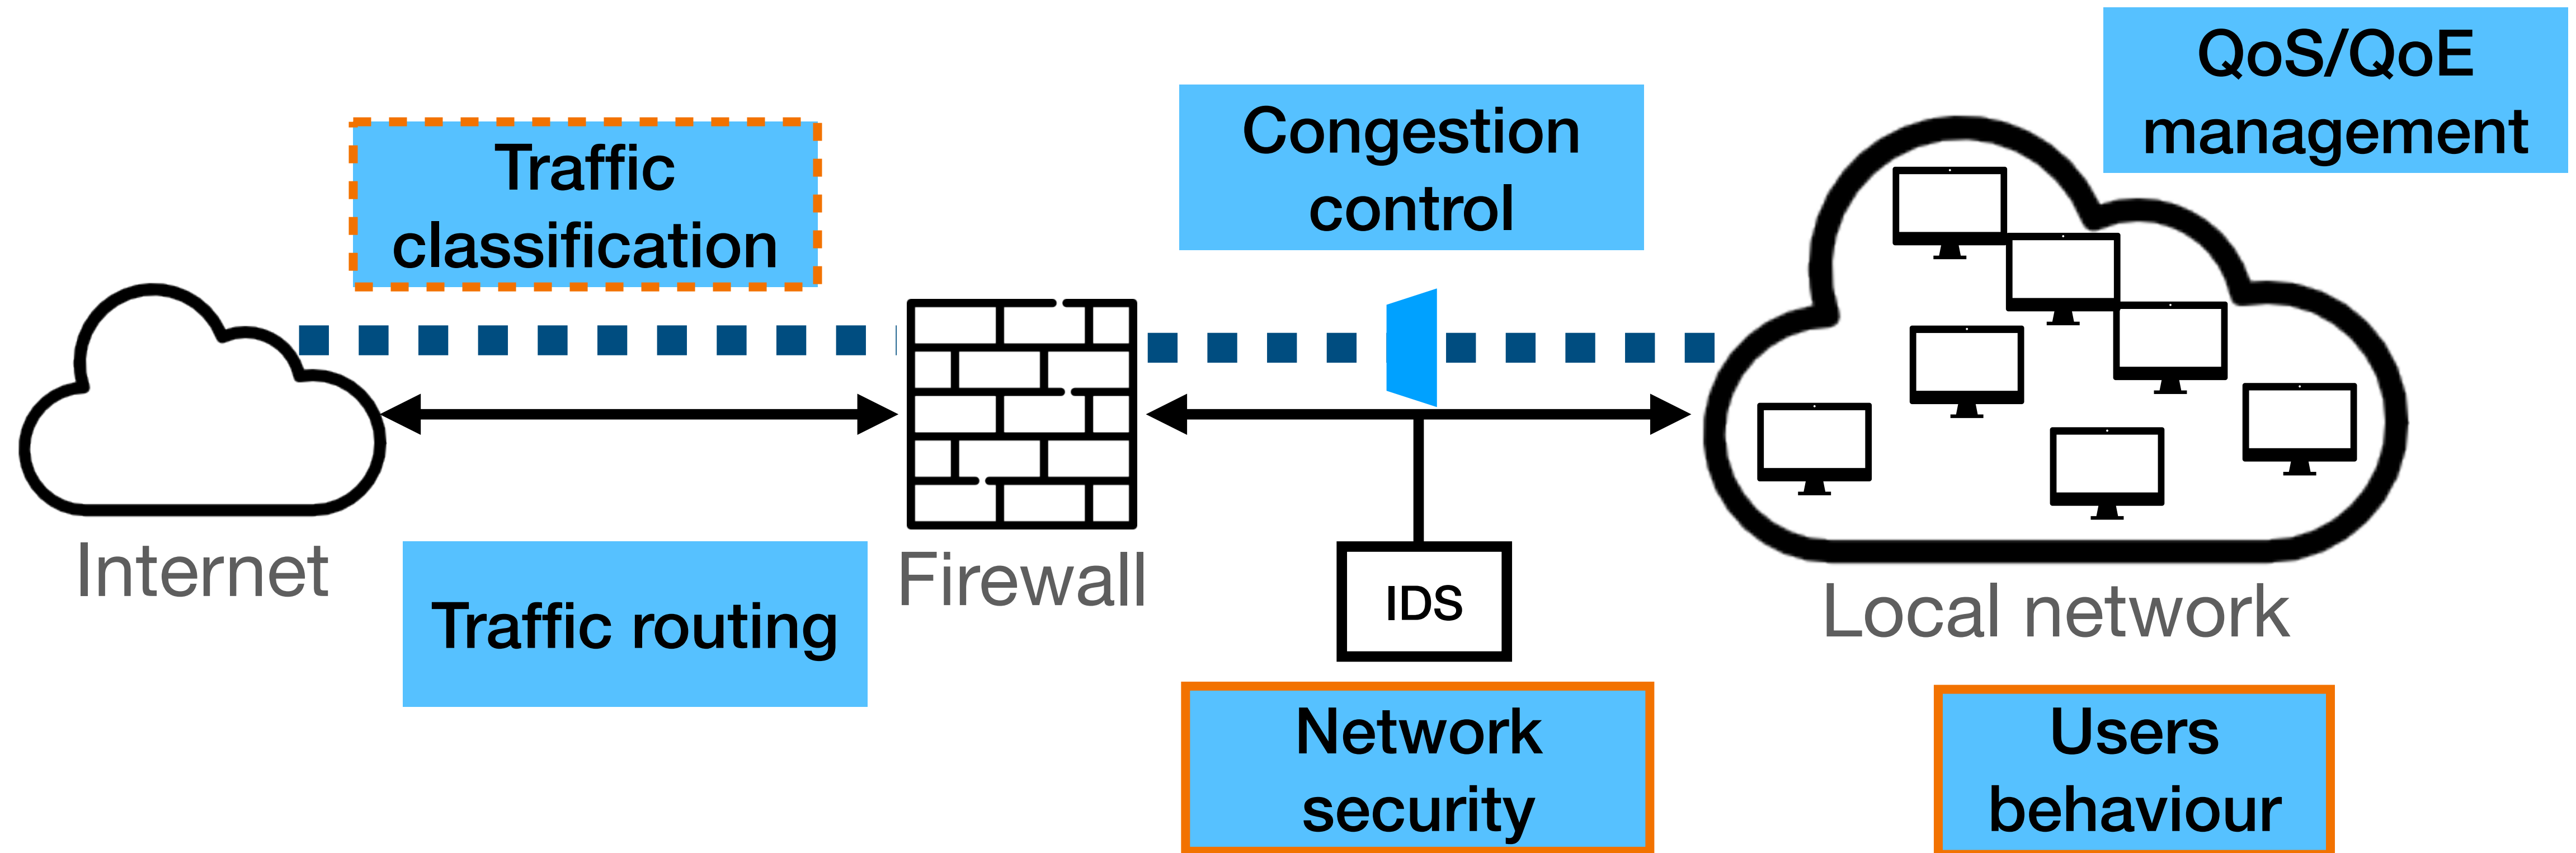 QoS/QoE
management
Congestion
control
Traffic
classification
Internet
Firewall
Local network
Traffic routing
IDS
Network
security
Users
behaviour